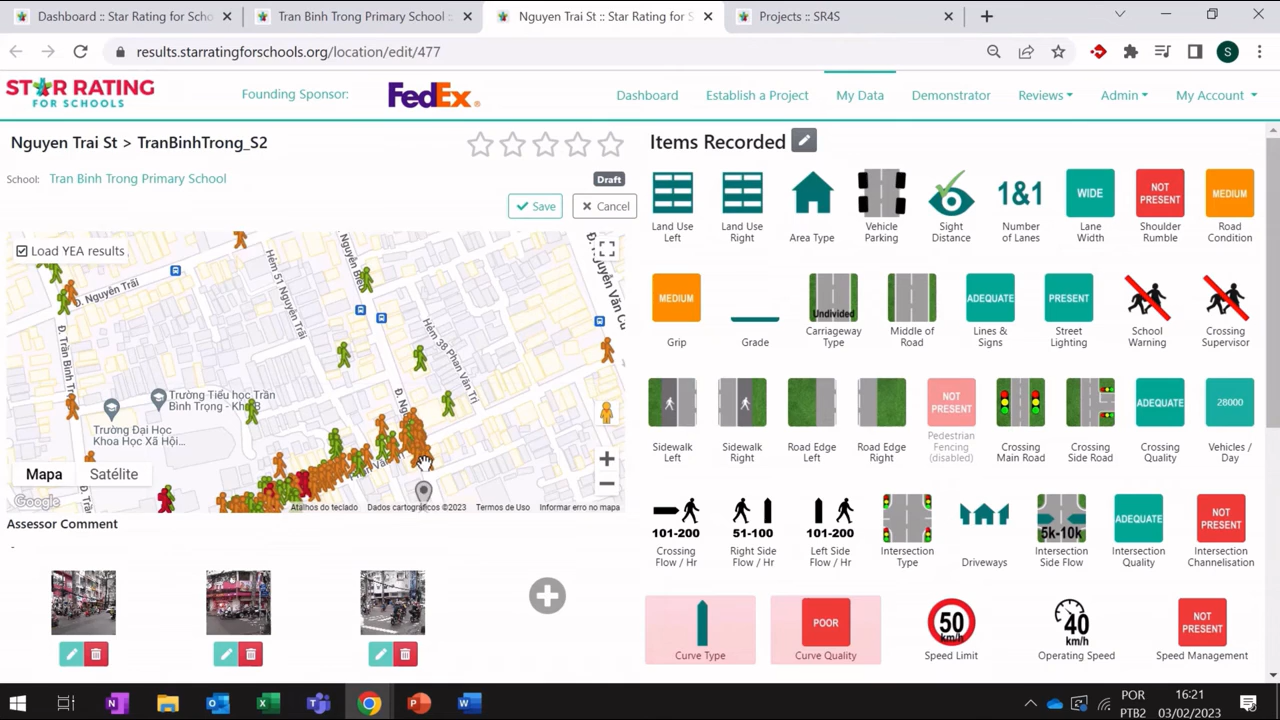 Dashboard :: Star Rating for Scho
Tran Binh Trong Primary School ::
Nguyen Trai St :: Star Rating for S
Projects :: SR4S
results.starratingforschools.org/location/edit/477
S
STAR RATING
FOR SCHOOLS
Founding Sponsor:
FedEx
Dashboard
Establish a Project
My Data
Demonstrator
Reviews
Admin
My Account
Nguyen Trai St > TranBinhTrong_S2
School: Tran Binh Trong Primary School
Draft
Save
Cancel
Load YEA results
Đ. Nguyễn Trãi
Hẻm 51 Nguyễn Trãi
Hẻm 38 Phan Văn Trị
Đ. Trần Bình Trọ
Trường Tiểu học Trần
Bình Trọng - Khu 3
Trường Đại Học
Khoa Học Xã Hội...
Mapa
Satélite
Google
Atalhos do teclado
Dados cartográficos ©2023
Termos de Uso
Informar erro no mapa
Assessor Comment
-
Items Recorded
Land Use
Left
Land Use
Right
Area Type
Vehicle
Parking
Sight
Distance
1&1
Number
of Lanes
WIDE
Lane
Width
NOT
PRESENT
Shoulder
Rumble
MEDIUM
Road
Condition
MEDIUM
Grip
Grade
Undivided
Carriageway
Type
Middle of
Road
ADEQUATE
Lines &
Signs
PRESENT
Street
Lighting
School
Warning
Crossing
Supervisor
Sidewalk
Left
Sidewalk
Right
Road Edge
Left
Road Edge
Right
NOT
PRESENT
Pedestrian
Fencing
(disabled)
Crossing
Main Road
Crossing
Side Road
ADEQUATE
Crossing
Quality
28000
Vehicles /
Day
101-200
Crossing
Flow / Hr
51-100
Right Side
Flow / Hr
101-200
Left Side
Flow / Hr
Intersection
Type
Driveways
5k-10k
Intersection
Side Flow
ADEQUATE
Intersection
Quality
NOT
PRESENT
Intersection
Channelisation
Curve Type
POOR
Curve Quality
50
km/h
Speed Limit
40
km/h
Operating Speed
NOT
PRESENT
Speed Management
POR
PTB2
16:21
03/02/2023